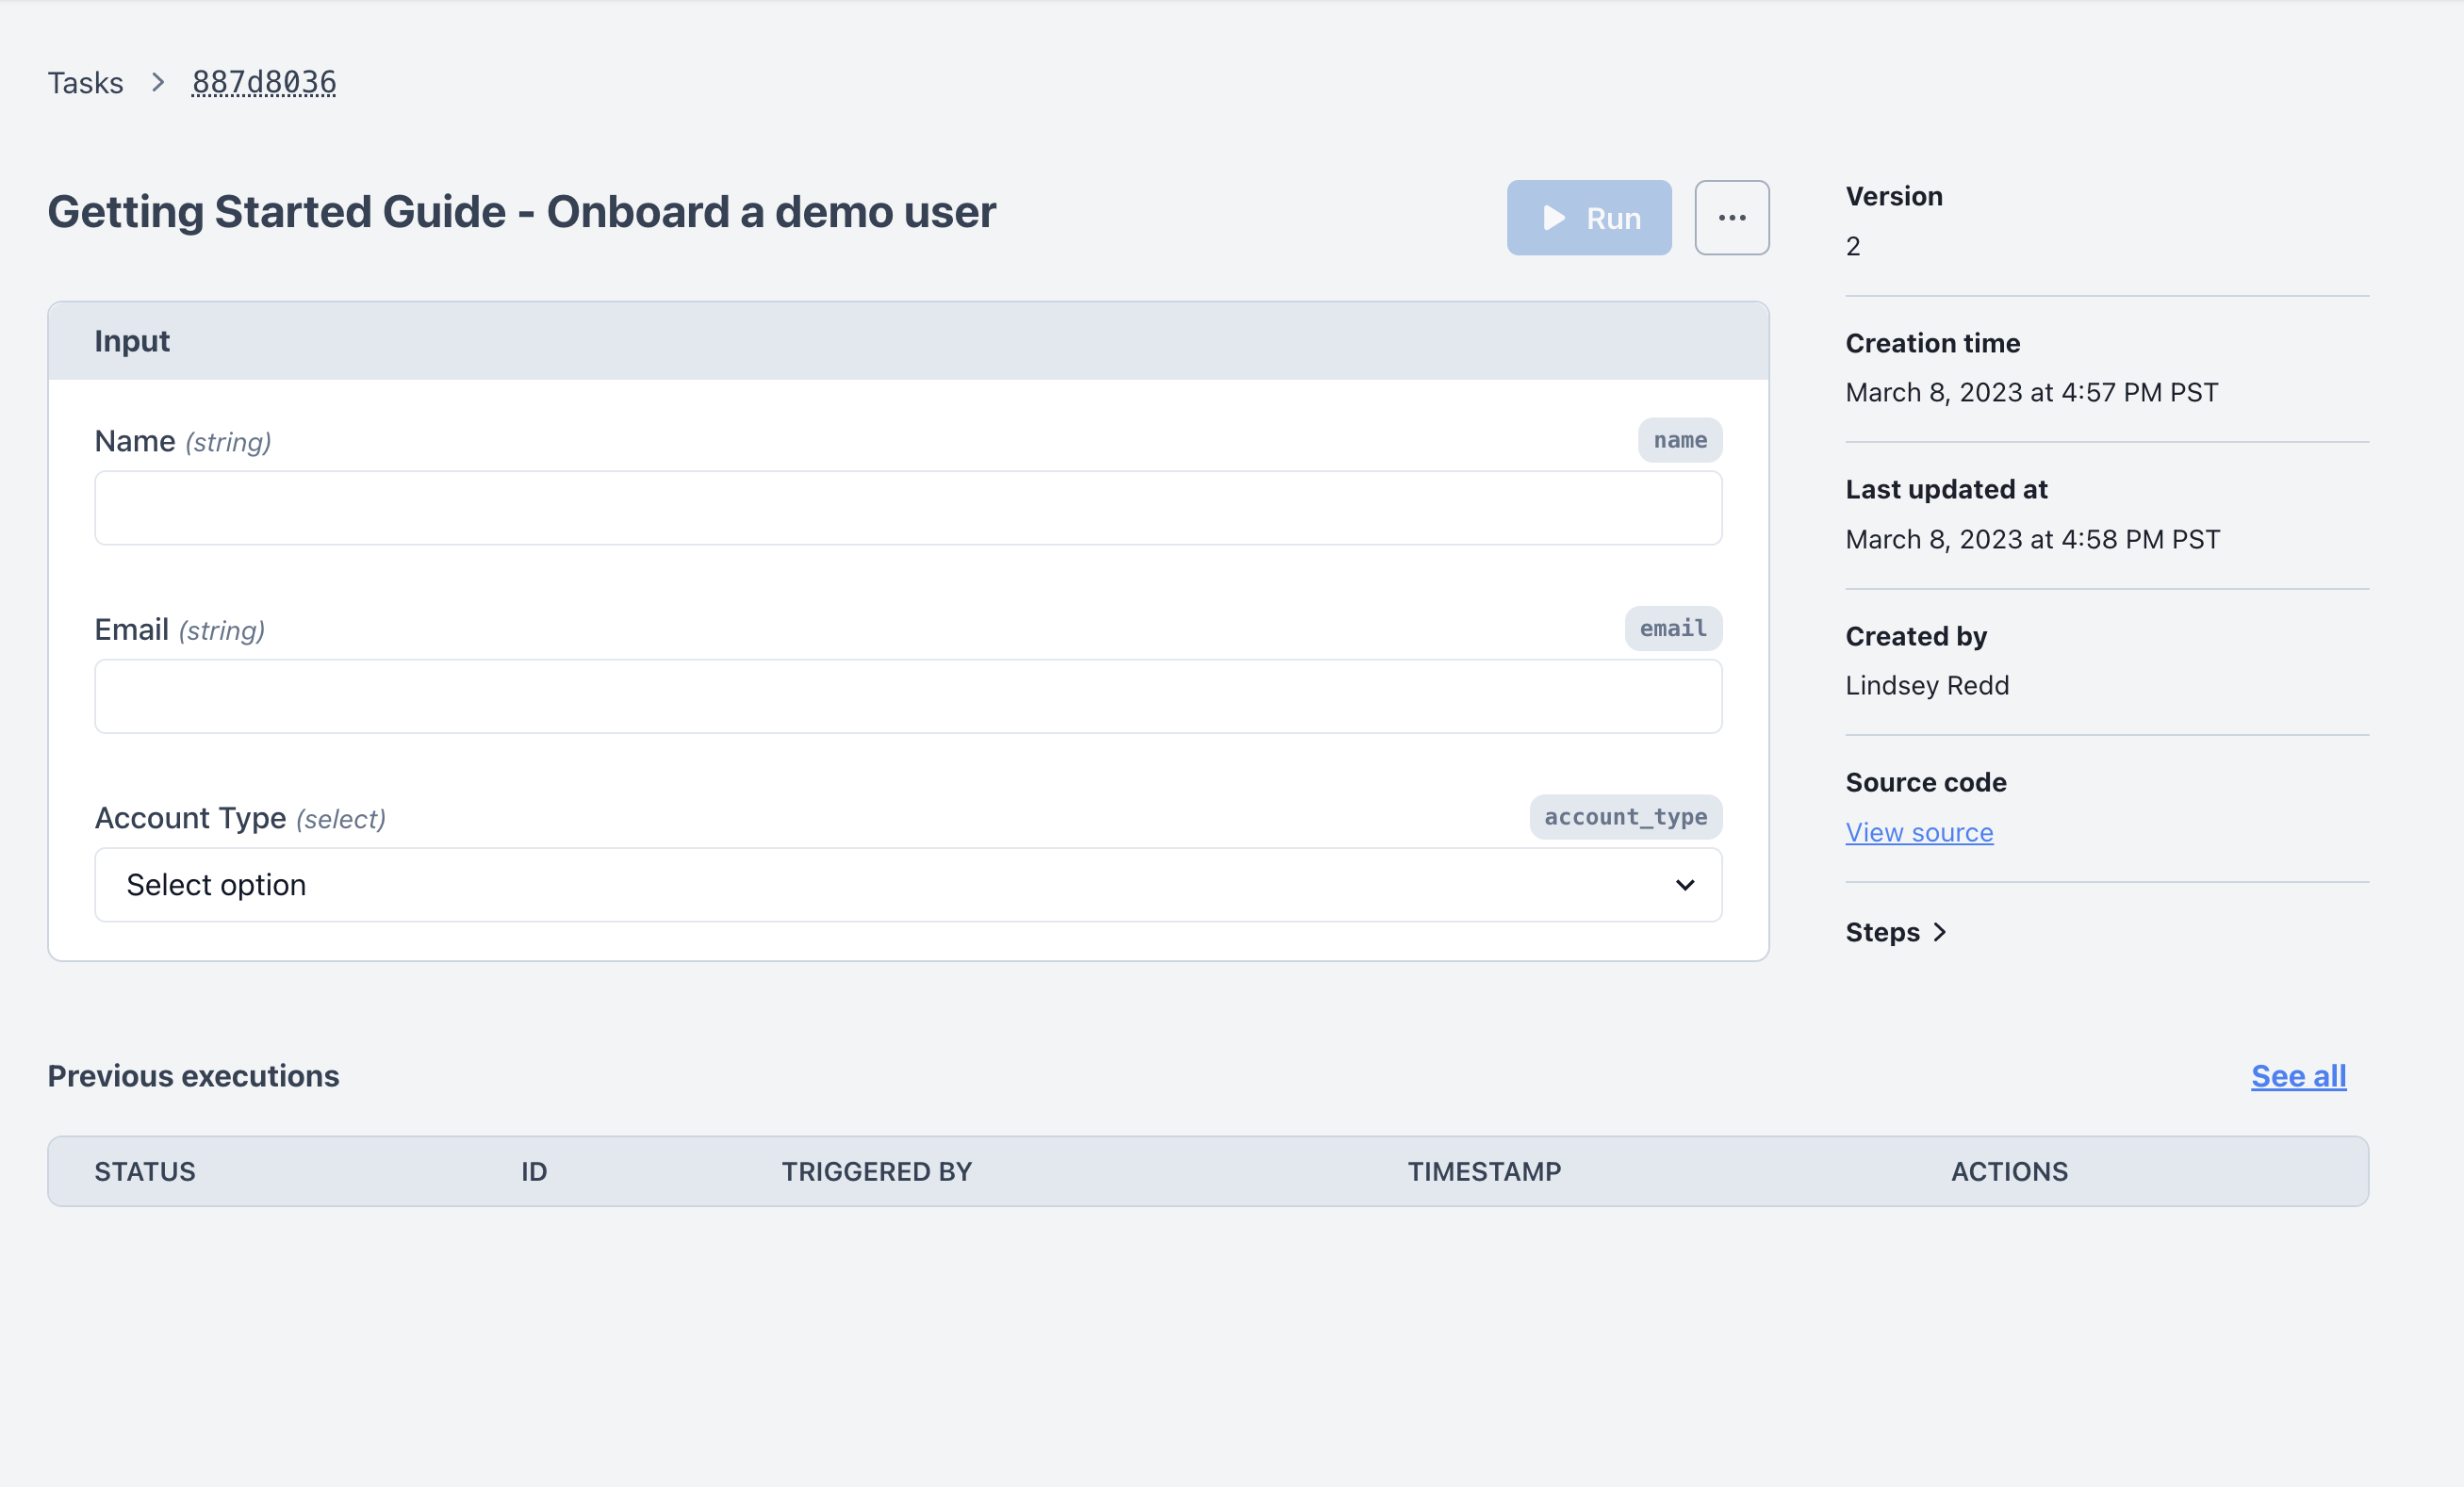 Tasks > 887d8036
Getting Started Guide - Onboard a demo user
Run
Input
Name (string) name
Email (string) email
Account Type (select) account_type
Select option
Version
2
Creation time
March 8, 2023 at 4:57 PM PST
Last updated at
March 8, 2023 at 4:58 PM PST
Created by
Lindsey Redd
Source code
View source
Steps >
Previous executions See all
STATUS ID TRIGGERED BY TIMESTAMP ACTIONS